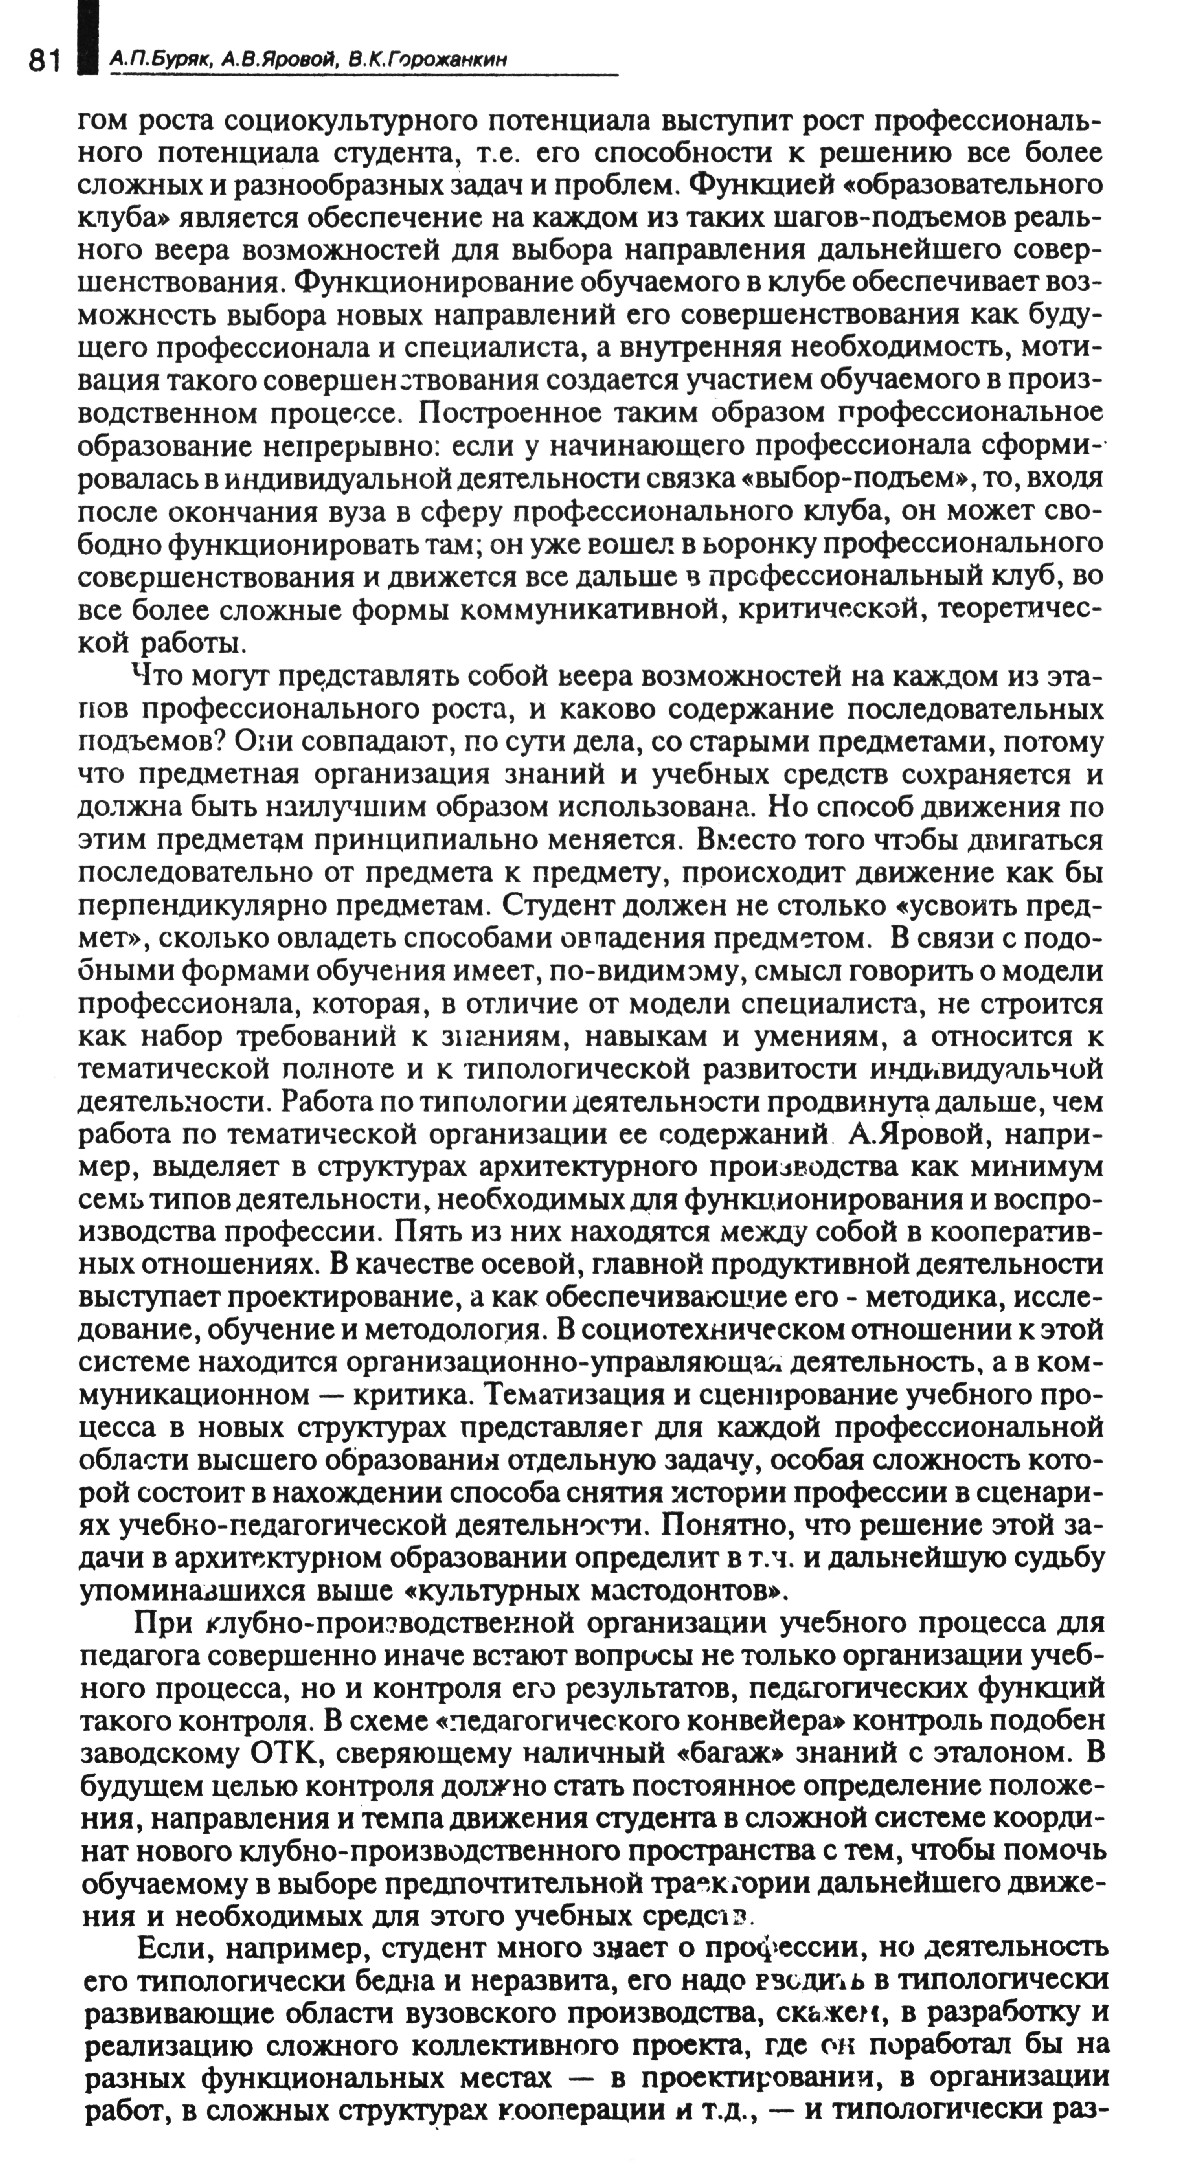 81
А.П.Буряк, А.В.Яровой, В.К.Горожанкин
гом роста социокультурного потенциала выступит рост профессиональ-
ного потенциала студента, т.е. его способности к решению все более
сложных и разнообразных задач и проблем. Функцией «образовательного
клуба» является обеспечение на каждом из таких шагов-подъемов реаль-
ного веера возможностей для выбора направления дальнейшего совер-
шенствования. Функционирование обучаемого в клубе обеспечивает воз-
можность выбора новых направлений его совершенствования как буду-
щего профессионала и специалиста, а внутренняя необходимость, моти-
вация такого совершенствования создается участием обучаемого в произ-
водственном процессе. Построенное таким образом профессиональное
образование непрерывно: если у начинающего профессионала сформи-
ровалась в индивидуальной деятельности связка «выбор-подъем», то, входя
после окончания вуза в сферу профессионального клуба, он может сво-
бодно функционировать там; он уже вошел в воронку профессионального
совершенствования и движется все дальше в профессиональный клуб, во
все более сложные формы коммуникативной, критической, теоретичес-
кой работы.
Что могут представлять собой веера возможностей на каждом из эта-
пов профессионального роста, и каково содержание последовательных
подъемов? Они совпадают, по сути дела, со старыми предметами, потому
что предметная организация знаний и учебных средств сохраняется и
должна быть наилучшим образом использована. Но способ движения по
этим предметам принципиально меняется. Вместо того чтобы двигаться
последовательно от предмета к предмету, происходит движение как бы
перпендикулярно предметам. Студент должен не столько «усвоить пред-
мет», сколько овладеть способами овладения предметом. В связи с подо-
бными формами обучения имеет, по-видимому, смысл говорить о модели
профессионала, которая, в отличие от модели специалиста, не строится
как набор требований к знаниям, навыкам и умениям, а относится к
тематической полноте и к типологической развитости индивидуальной
деятельности. Работа по типологии деятельности продвинута дальше, чем
работа по тематической организации ее содержаний А.Яровой, напри-
мер, выделяет в структурах архитектурного производства как минимум
семь типов деятельности, необходимых для функционирования и воспро-
изводства профессии. Пять из них находятся между собой в кооператив-
ных отношениях. В качестве осевой, главной продуктивной деятельности
выступает проектирование, а как обеспечивающие его - методика, иссле-
дование, обучение и методология. В социотехническом отношении к этой
системе находится организационно-управляющая деятельность, а в ком-
муникационном — критика. Тематизация и сценирование учебного про-
цесса в новых структурах представляет для каждой профессиональной
области высшего образования отдельную задачу, особая сложность кото-
рой состоит в нахождении способа снятия истории профессии в сценари-
ях учебно-педагогической деятельности. Понятно, что решение этой за-
дачи в архитектурном образовании определит в т.ч. и дальнейшую судьбу
упоминавшихся выше «культурных мастодонтов».
При клубно-производственной организации учебного процесса для
педагога совершенно иначе встают вопросы не только организации учеб-
ного процесса, но и контроля его результатов, педагогических функций
такого контроля. В схеме «педагогического конвейера» контроль подобен
заводскому ОТК, сверяющему наличный «багаж» знаний с эталоном. В
будущем целью контроля должно стать постоянное определение положе-
ния, направления и темпа движения студента в сложной системе коорди-
нат нового клубно-производственного пространства с тем, чтобы помочь
обучаемому в выборе предпочтительной траектории дальнейшего движе-
ния и необходимых для этого учебных средств.
Если, например, студент много знает о профессии, но деятельность
его типологически бедна и неразвита, его надо вводить в типологически
развивающие области вузовского производства, скажем, в разработку и
реализацию сложного коллективного проекта, где он поработал бы на
разных функциональных местах — в проектировании, в организации
работ, в сложных структурах кооперации и т.д., — и типологически раз-